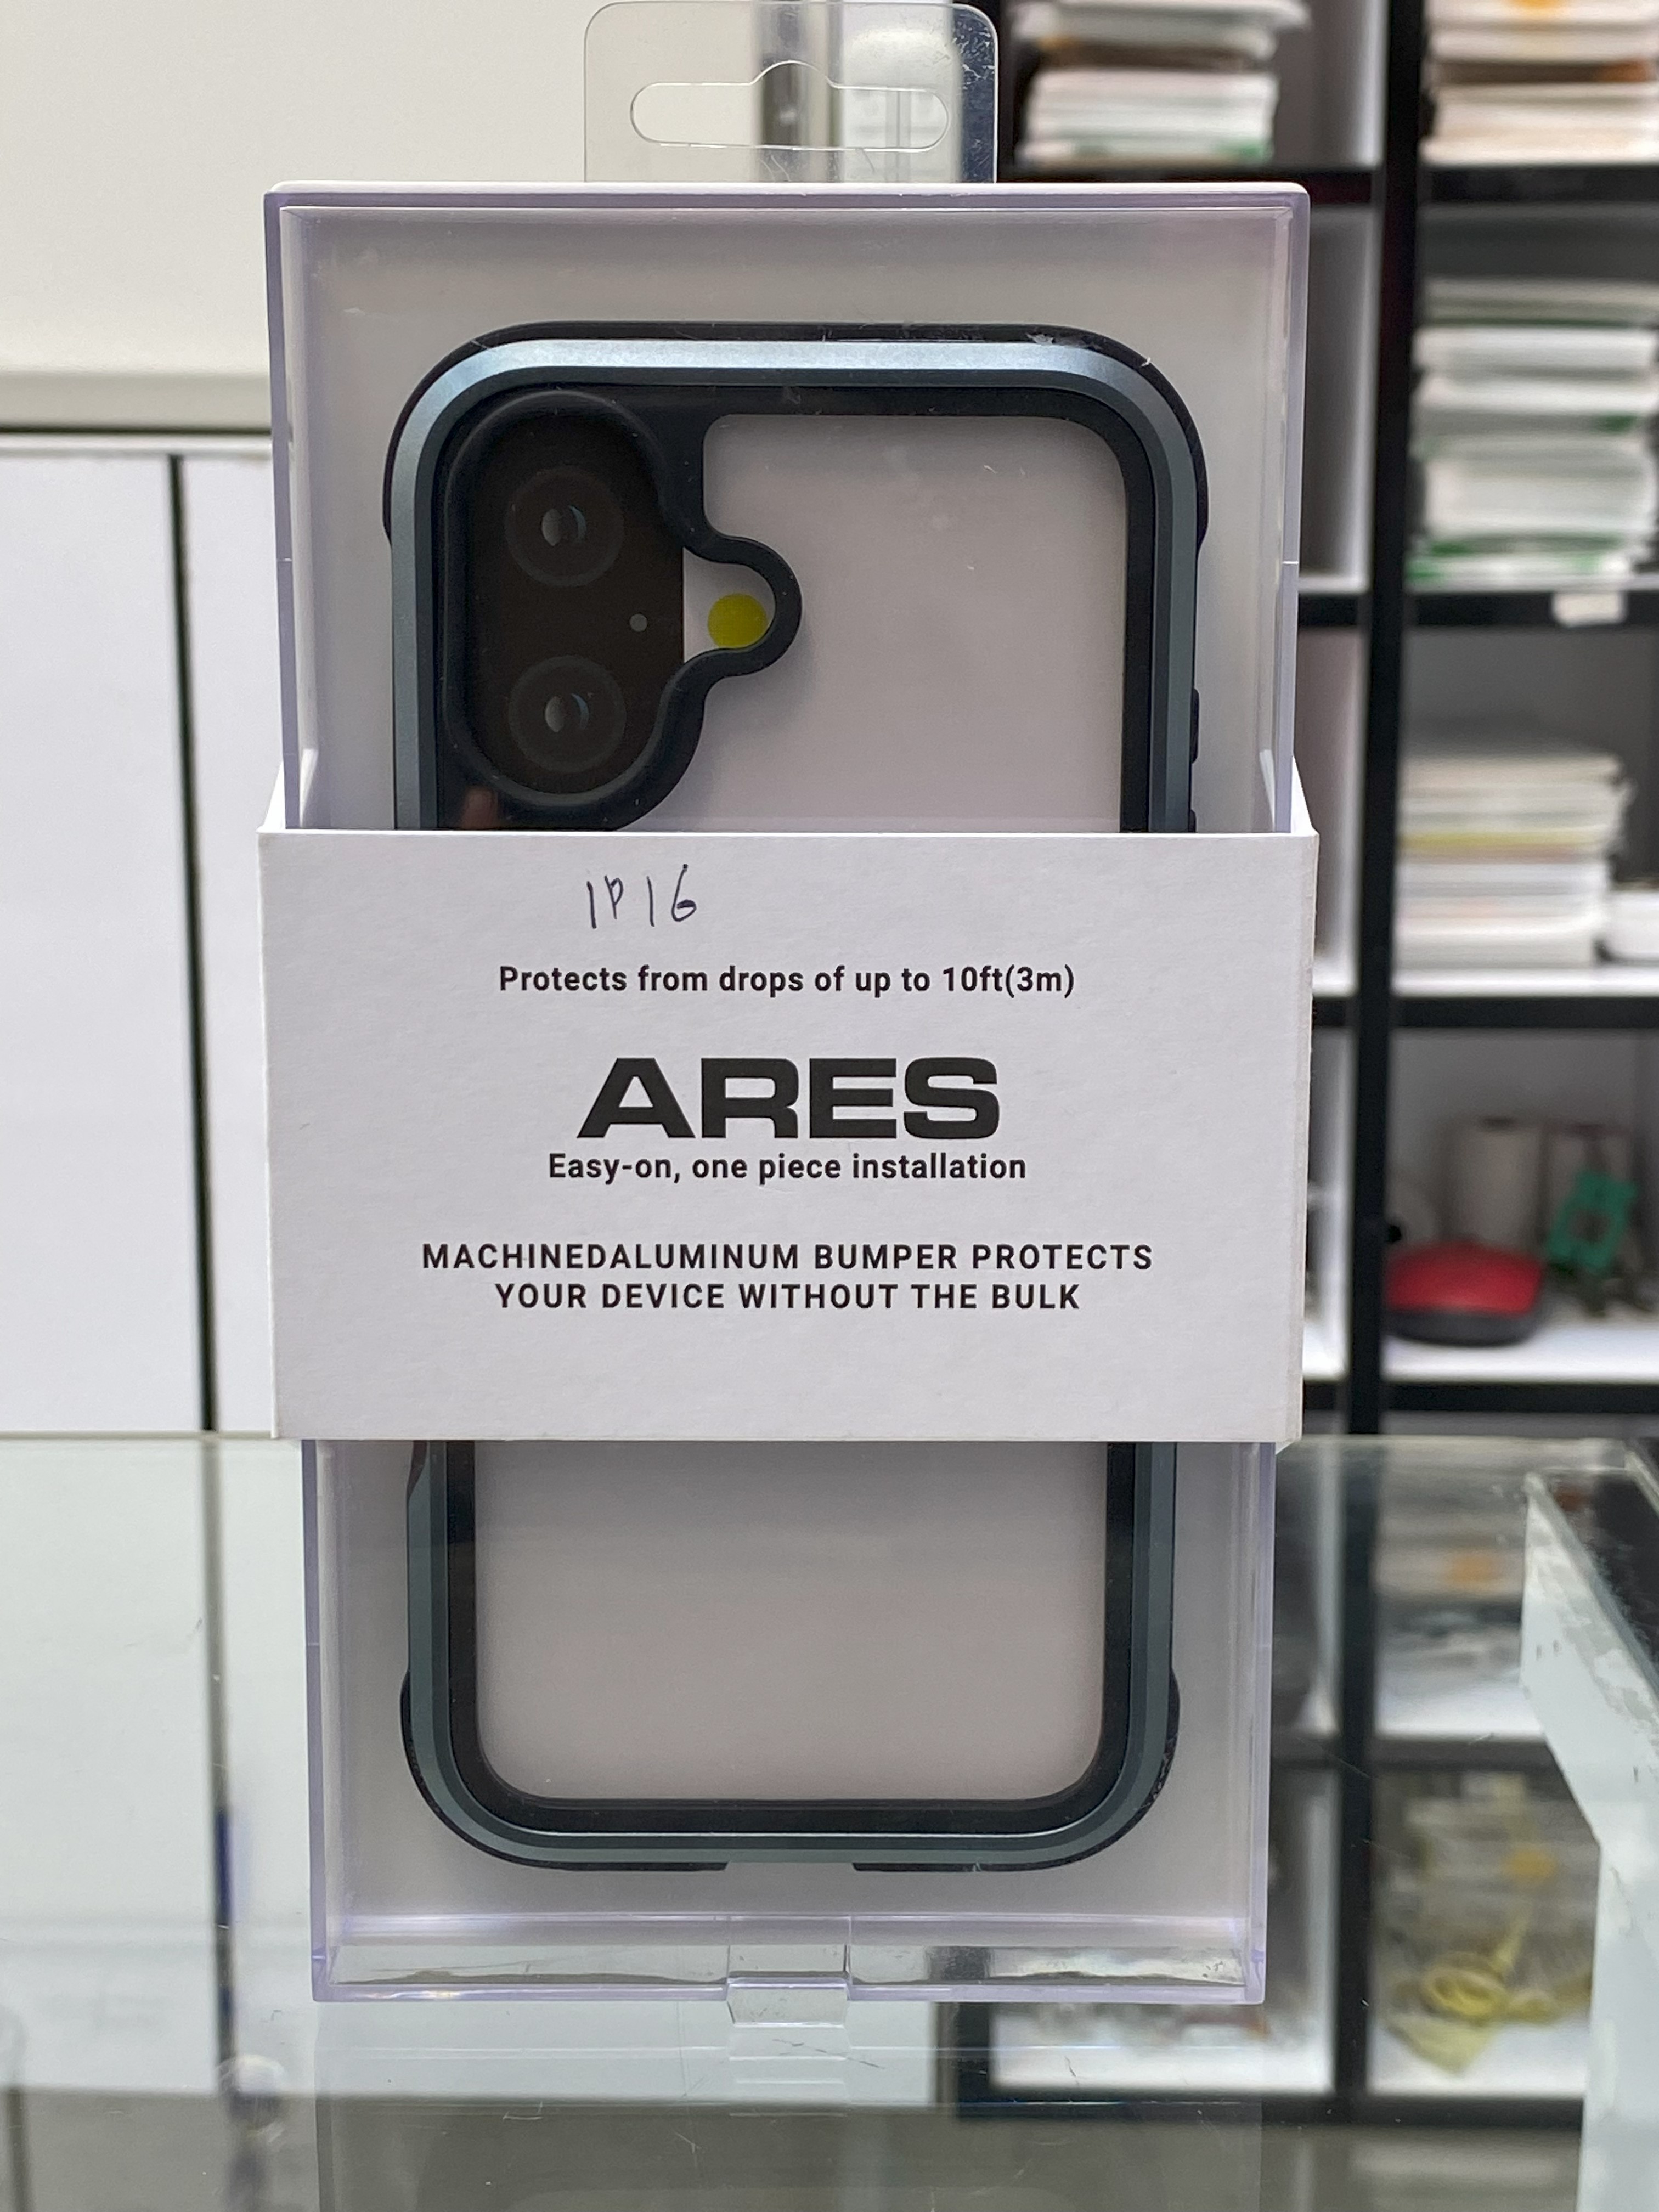 IP16
Protects from drops of up to 10ft(3m)
ARES
Easy-on, one piece installation
MACHINEDALUMINUM BUMPER PROTECTS
YOUR DEVICE WITHOUT THE BULK